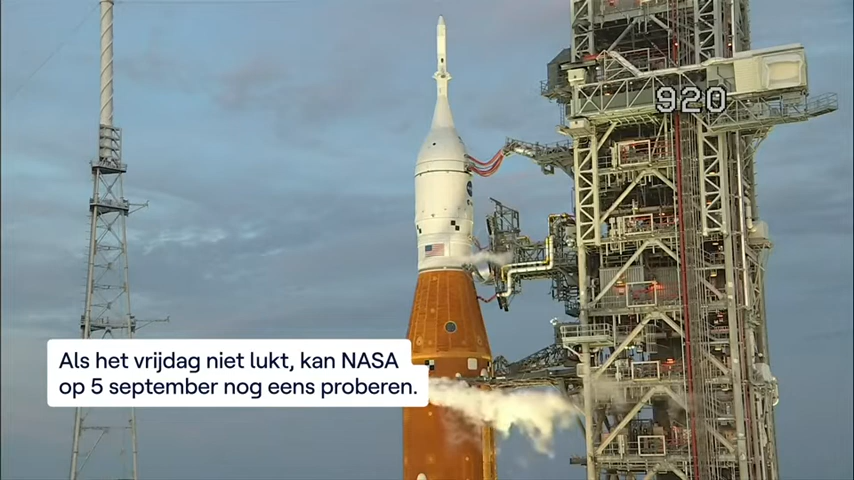 920
Als het vrijdag niet lukt, kan NASA
op 5 september nog eens proberen.